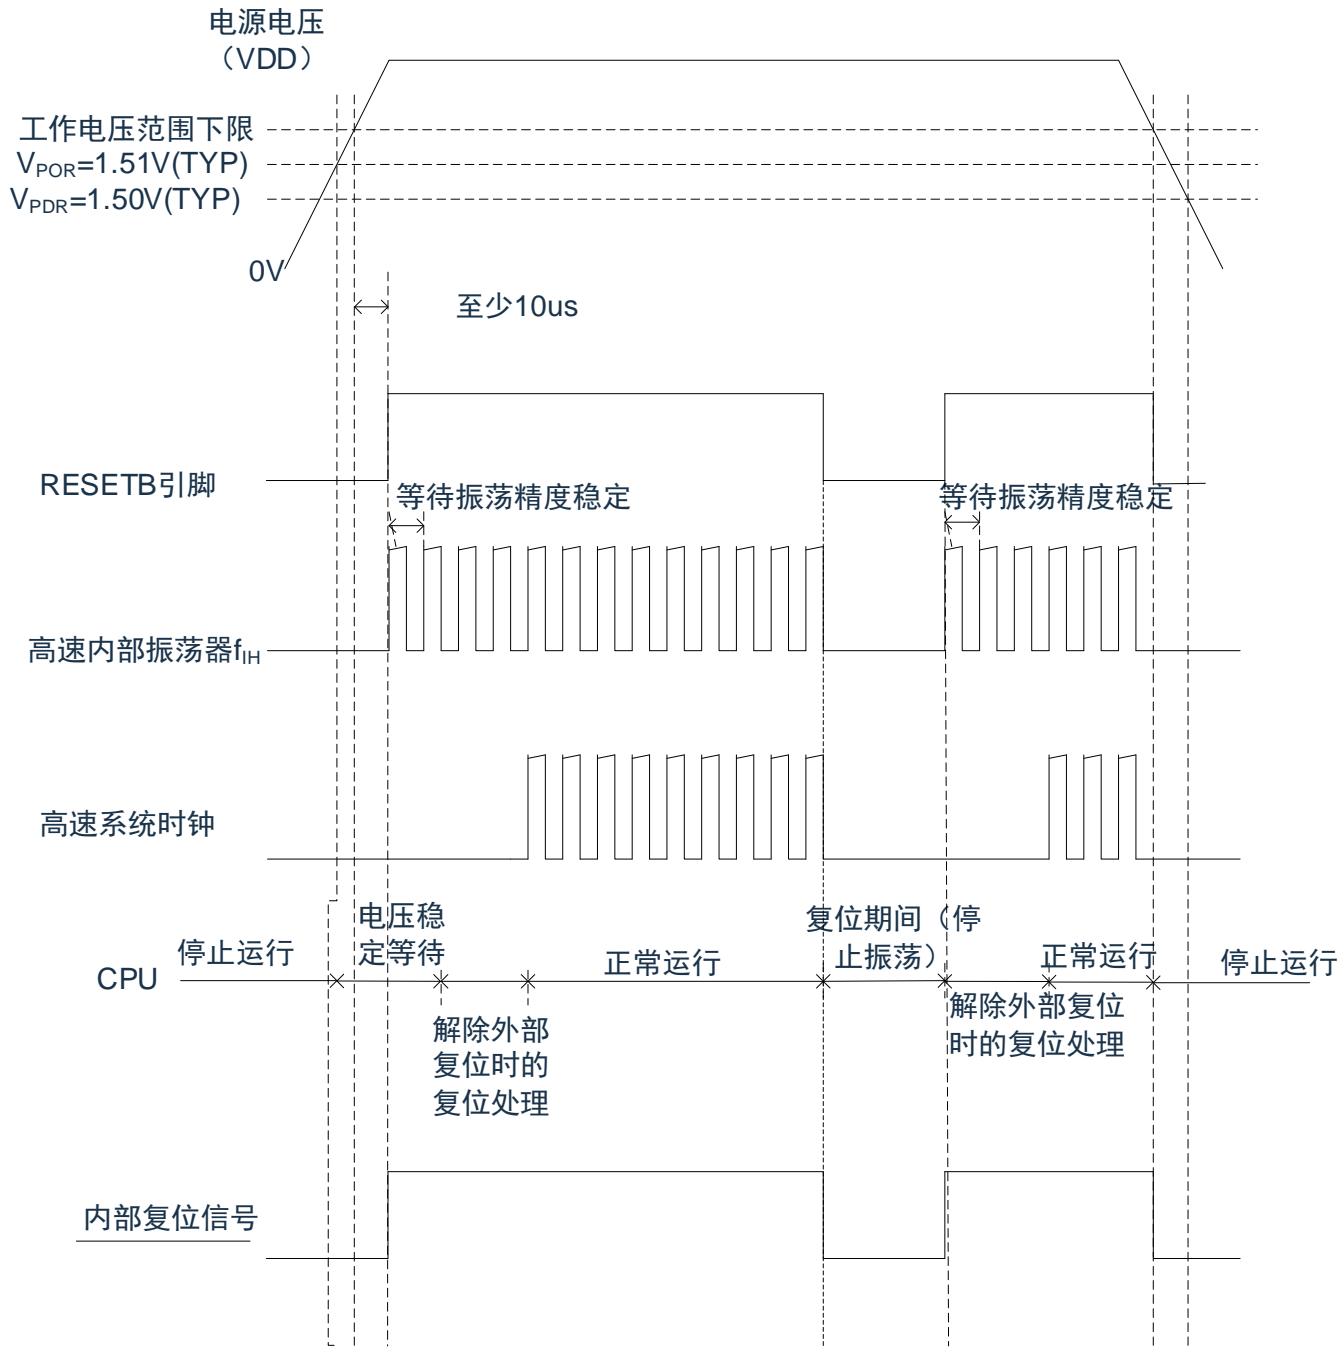 电源电压
（VDD）
工作电压范围下限
VPOR=1.51V(TYP)
VPDR=1.50V(TYP)
0V
至少10us
RESETB引脚
等待振荡精度稳定
等待振荡精度稳定
高速内部振荡器fIH
高速系统时钟
CPU
停止运行
电压稳
定等待
解除外部
复位时的
复位处理
正常运行
复位期间（停
止振荡）
解除外部复位
时的复位处理
正常运行
停止运行
内部复位信号